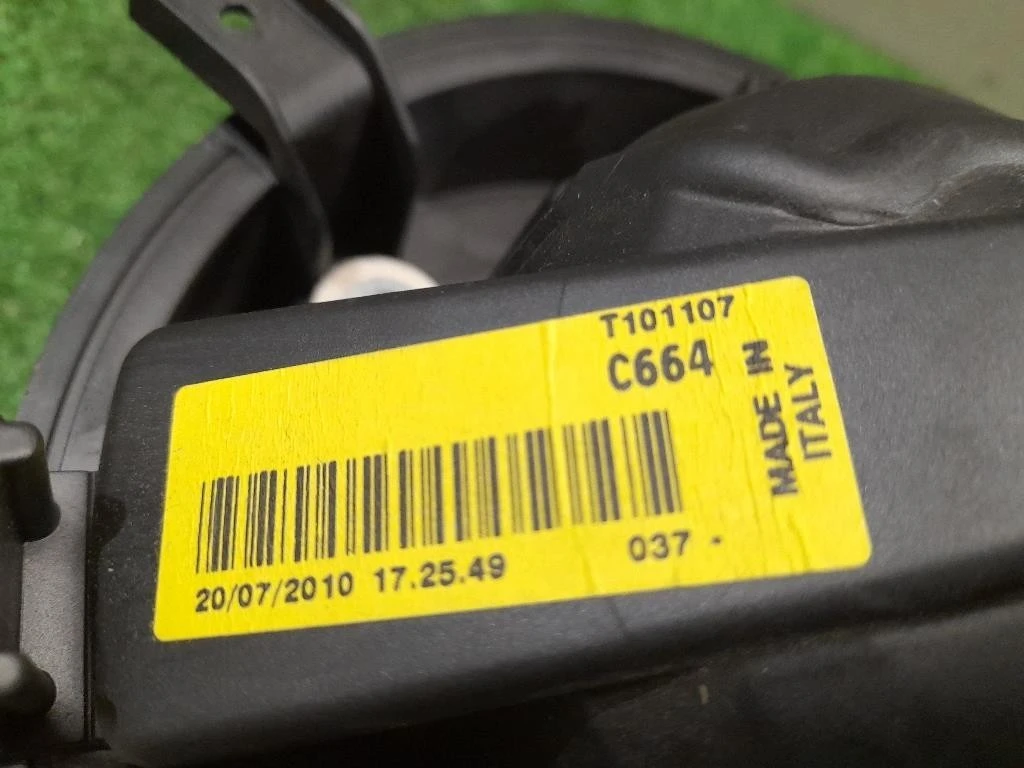 T101107
C664
MADE IN
ITALY
20/07/2010 17.25.49 037 -